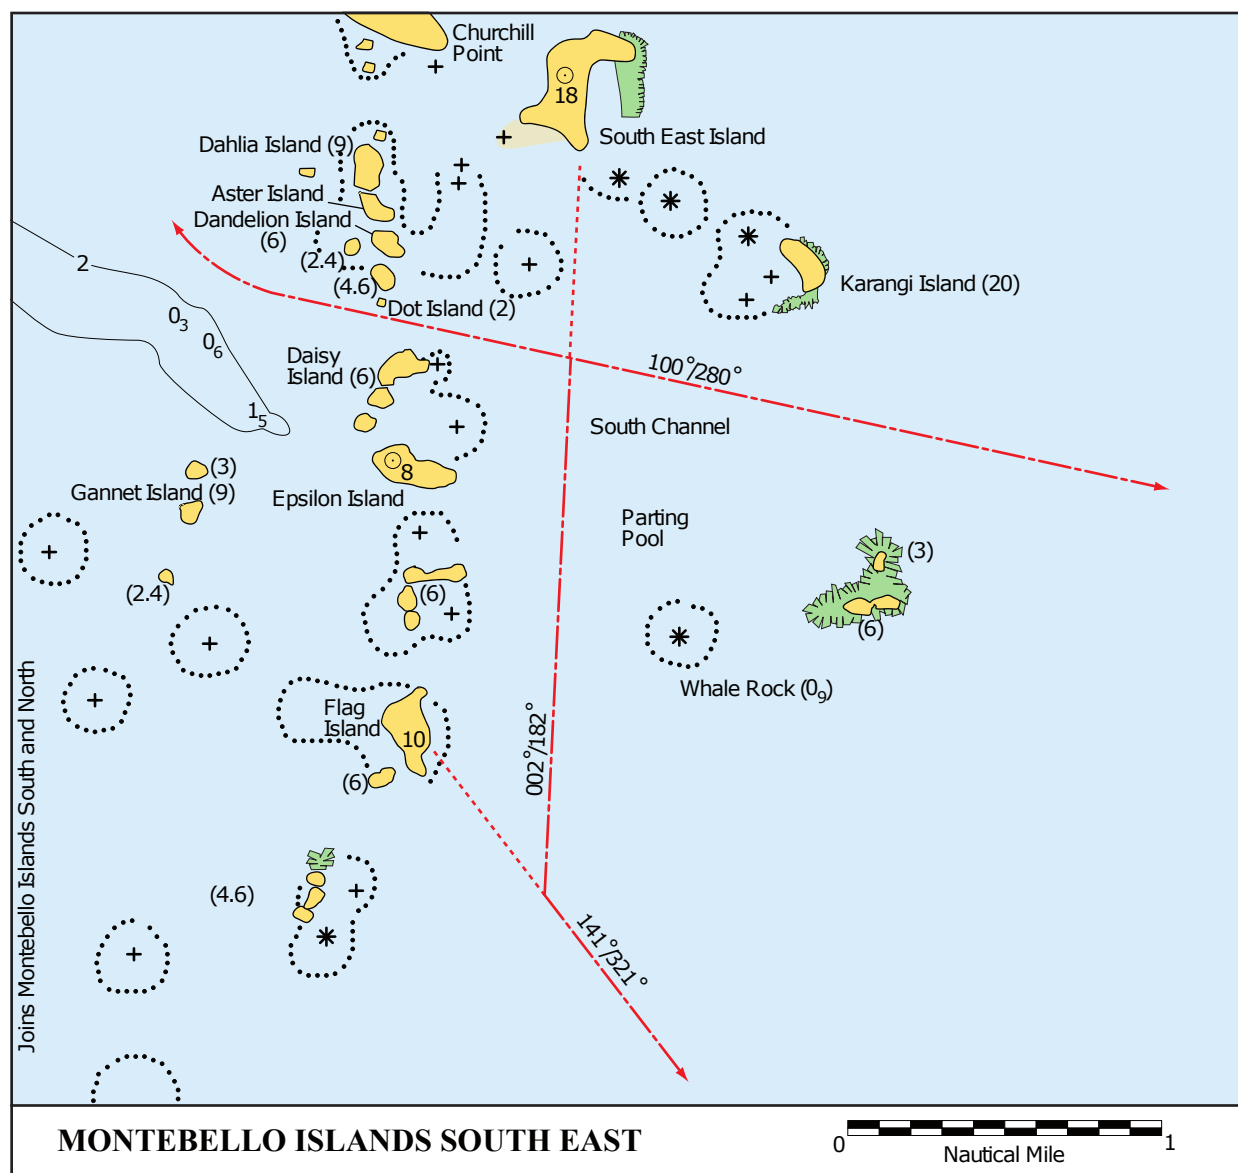 Churchill
Point
18
South East Island
Dahlia Island (9)
Aster Island
Dandelion Island
(6)
(2.4)
(4.6)
Dot Island (2)
Karangi Island (20)
2
0₃
0₆
1₅
Daisy
Island (6)
100°/280°
South Channel
8
Epsilon Island
(3)
Gannet Island (9)
(2.4)
Parting
Pool
(3)
(6)
(6)
Whale Rock (0₉)
Flag
Island
10
(6)
002°/182°
(4.6)
141°/321°
Joins Montebello Islands South and North
MONTEBELLO ISLANDS SOUTH EAST
0 1
Nautical Mile